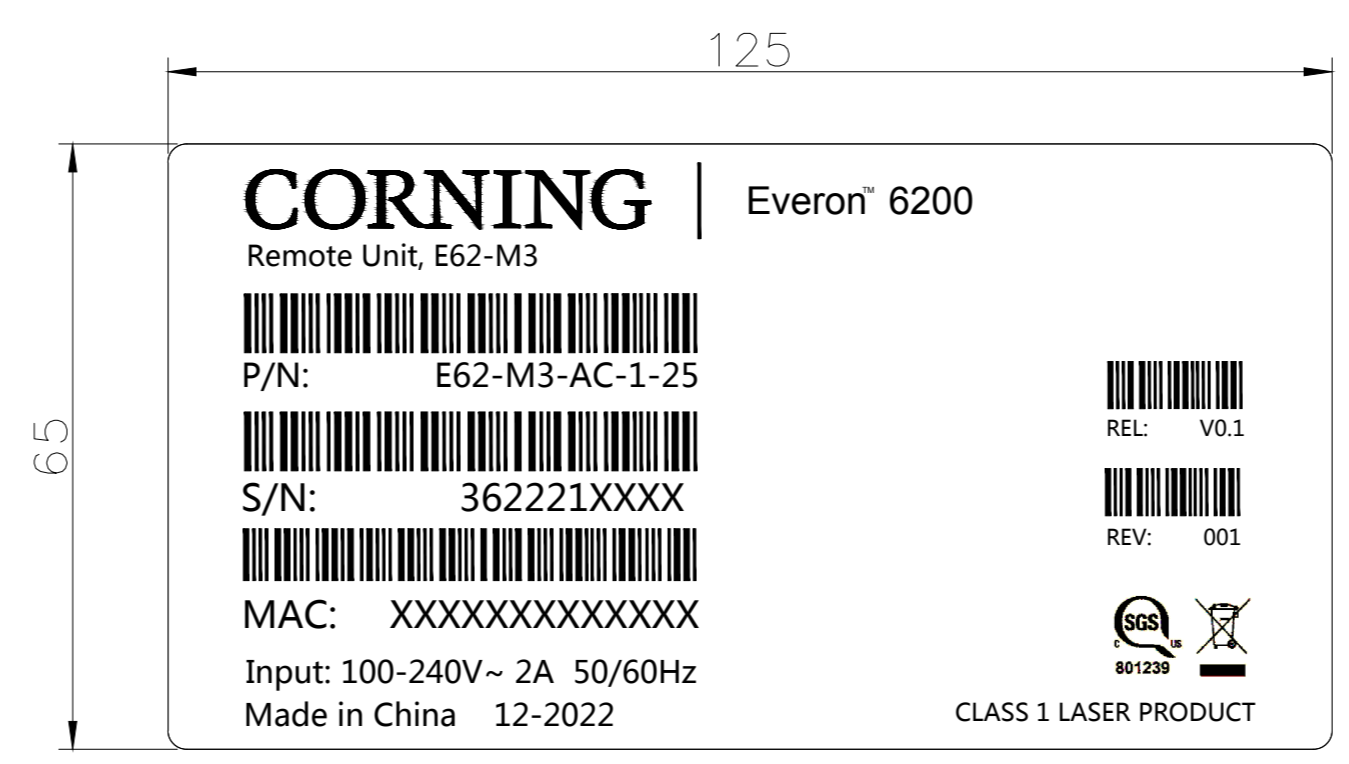 125
65
CORNING | Everon™ 6200
Remote Unit, E62-M3
P/N: E62-M3-AC-1-25
S/N: 362221XXXX
MAC: XXXXXXXXXXXXX
Input: 100-240V~ 2A 50/60Hz
Made in China 12-2022
REL: V0.1
REV: 001
SGS
C US
801239
CLASS 1 LASER PRODUCT